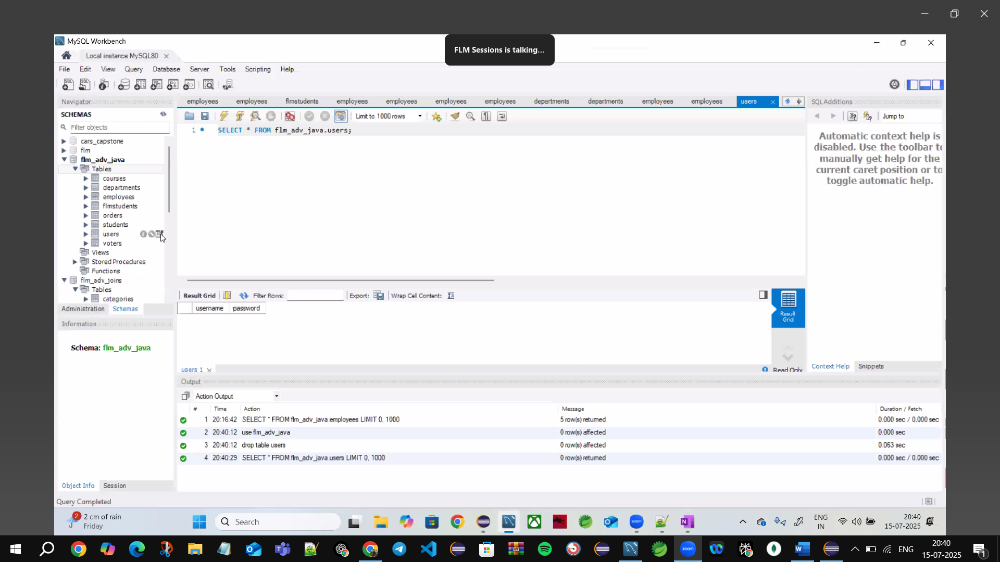 MySQL Workbench
FLM Sessions is talking...
Local instance MySQL80
File Edit View Query Database Server Tools Scripting Help
Navigator
SCHEMAS
Filter objects
cars_capstone
flm
flm_adv_java
Tables
courses
departments
employees
flmstudents
orders
students
users
voters
Views
Stored Procedures
Functions
flm_adv_joins
Tables
categories
Administration Schemas
Information
Schema: flm_adv_java
Object Info Session
employees employees flmstudents employees employees employees employees departments departments employees employees users
Limit to 1000 rows
1 SELECT * FROM flm_adv_java.users;
SQLAdditions
Jump to
Automatic context help is
disabled. Use the toolbar to
manually get help for the
current caret position or to
toggle automatic help.
Result Grid Filter Rows: Export: Wrap Cell Content:
username password
Result
Grid
users 1
Read Only
Context Help Snippets
Output
Action Output
# Time Action Message Duration / Fetch
1 20:16:42 SELECT * FROM flm_adv_java.employees LIMIT 0, 1000 5 row(s) returned 0.000 sec / 0.000 sec
2 20:40:12 use flm_adv_java 0 row(s) affected 0.000 sec
3 20:40:12 drop table users 0 row(s) affected 0.063 sec
4 20:40:29 SELECT * FROM flm_adv_java.users LIMIT 0, 1000 0 row(s) returned 0.000 sec / 0.000 sec
Query Completed
2
2 cm of rain
Friday
Search
zoom
ENG
IN
20:40
15-07-2025
zoom
ENG
20:40
15-07-2025
1